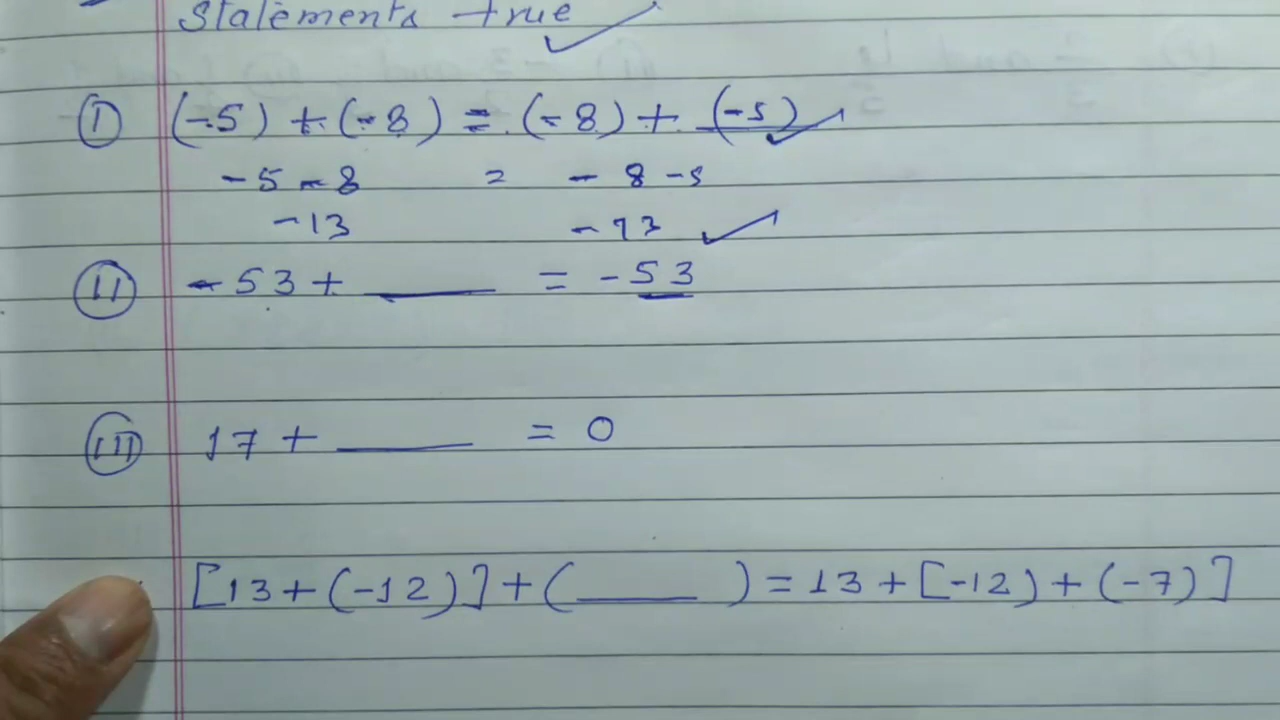 Statements true ✓
(I) (-5) + (-8) = (-8) + (-5) ✓
-5 - 8 = - 8 - 5
-13 - 13 ✓
(II) - 53 + ____ = - 53
(III) 17 + ____ = 0
[13 + (-12)] + (____) = 13 + [-12) + (-7)]